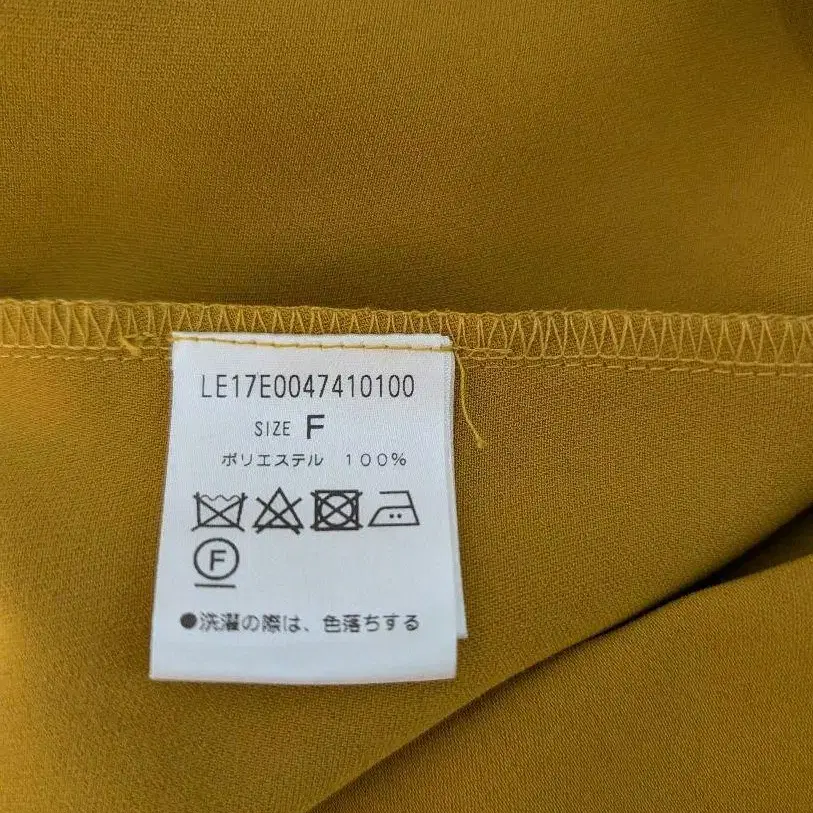 LE17E0047410100
SIZE F
ポリエステル 100%
F
●洗濯の際は、色落ちする